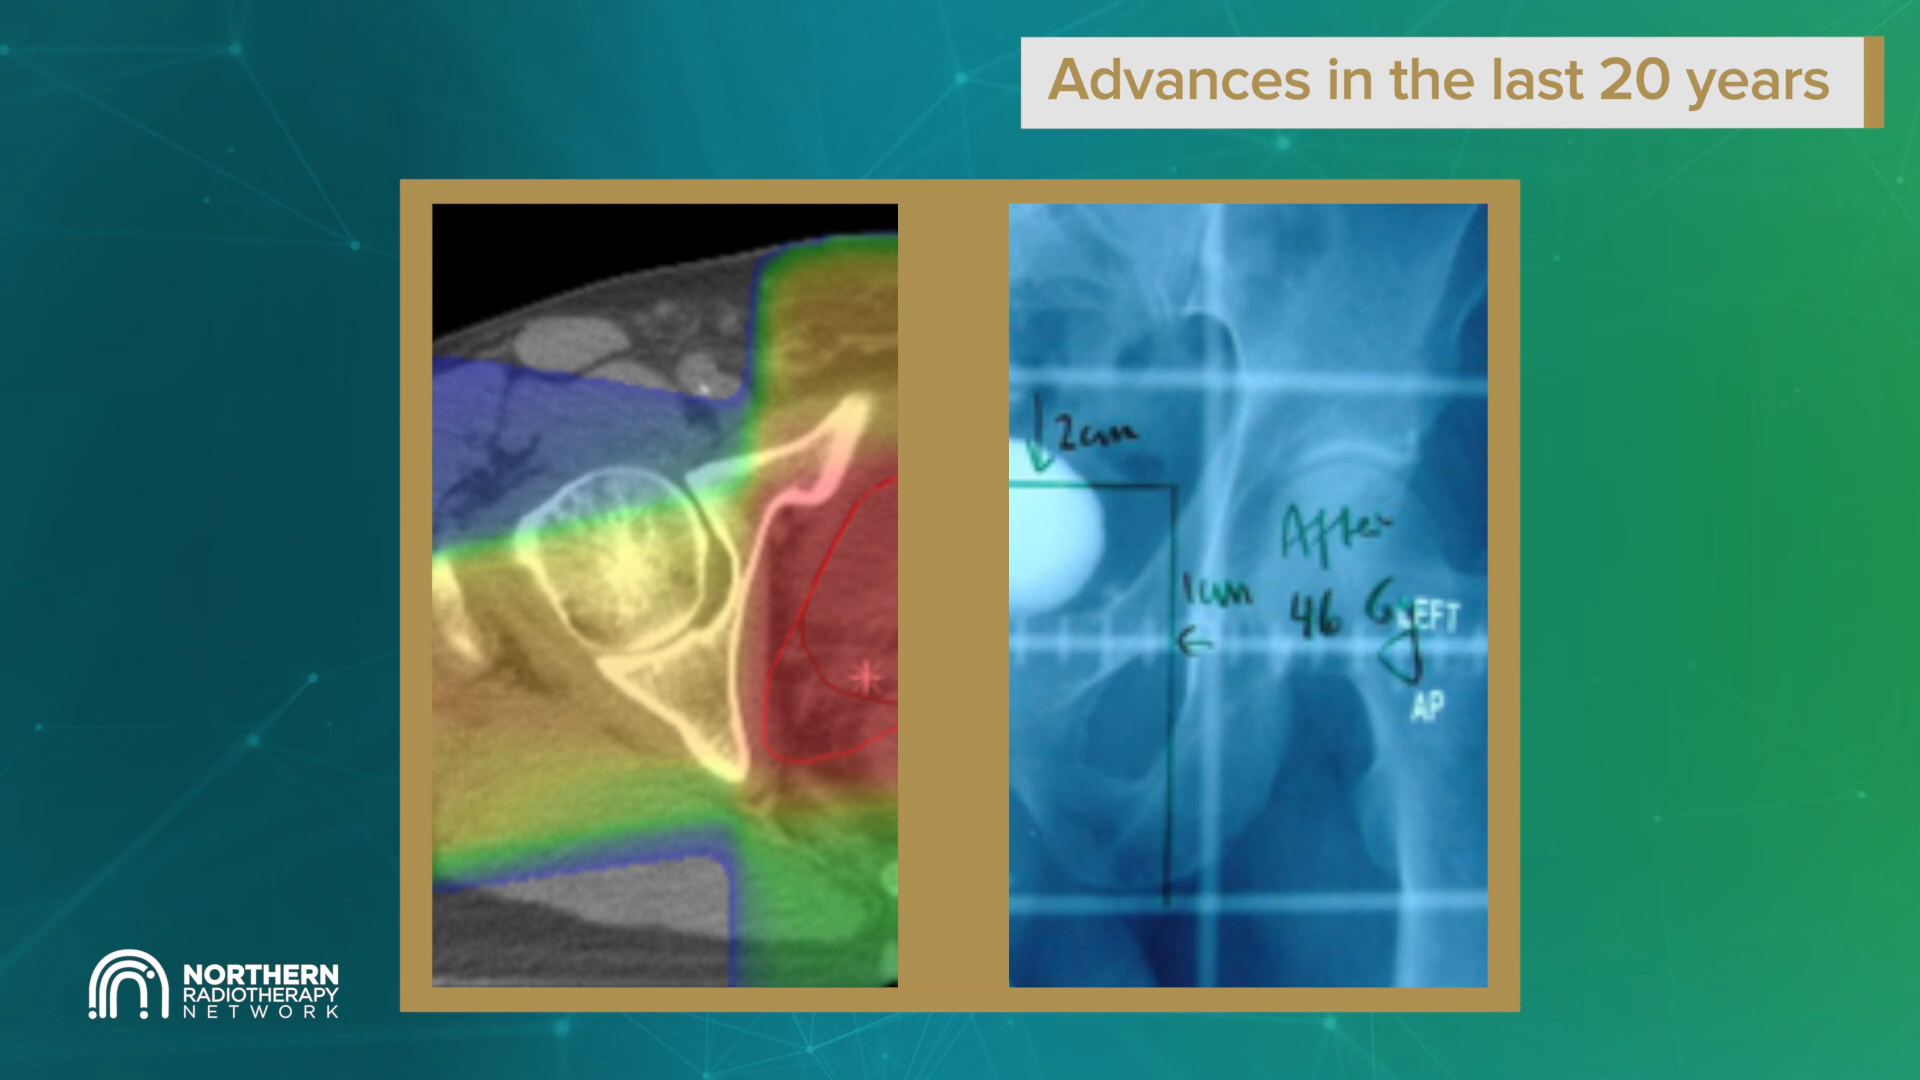 Advances in the last 20 years
2cm
After
1cm
46 Gy
LEFT
AP
NORTHERN
RADIOTHERAPY
NETWORK